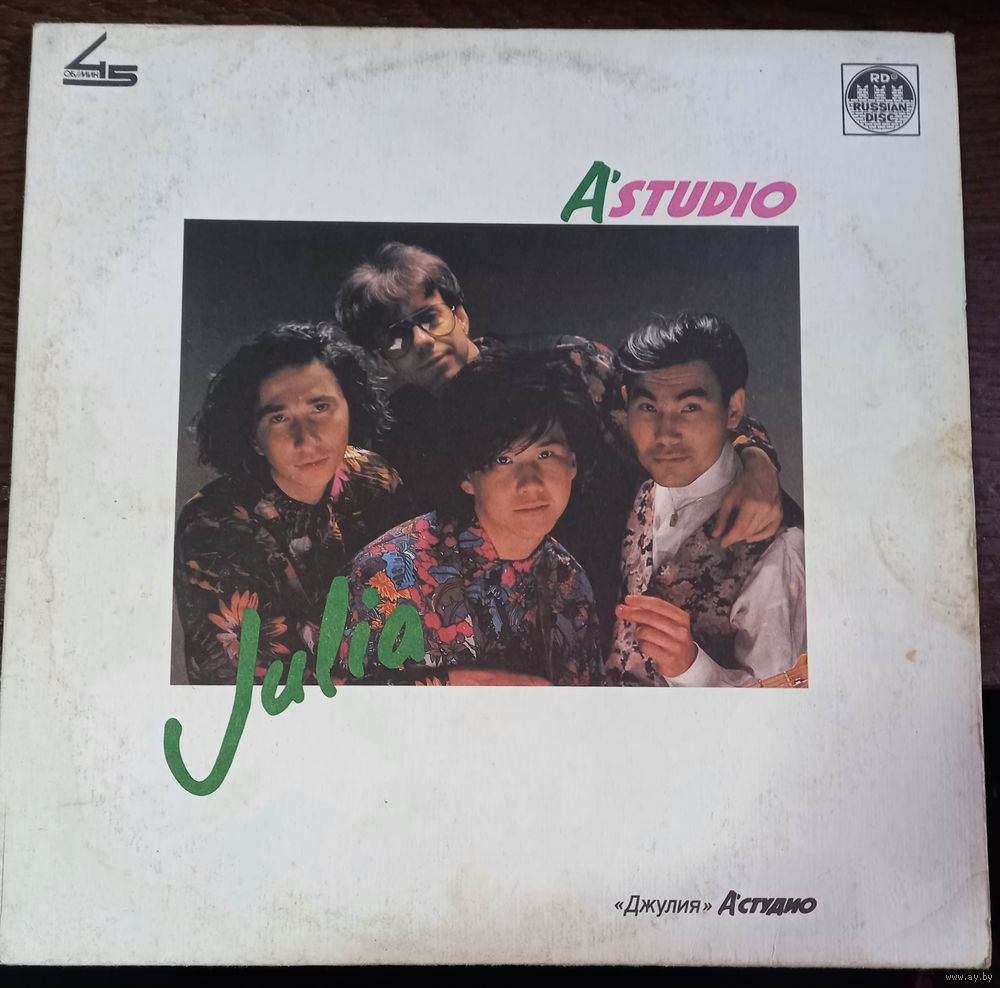 45
ОБ/МИН
RD®
RUSSIAN
DISC
A'STUDIO
Julia
«Джулия» А'СТУДИО
www.ay.by